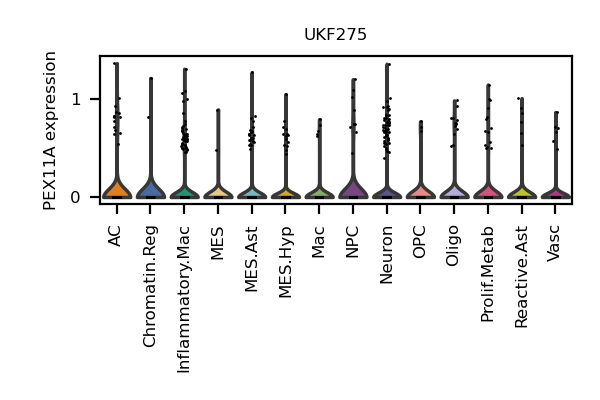 UKF275
PEX11A expression
1
0
AC
Chromatin.Reg
Inflammatory.Mac
MES
MES.Ast
MES.Hyp
Mac
NPC
Neuron
OPC
Oligo
Prolif.Metab
Reactive.Ast
Vasc